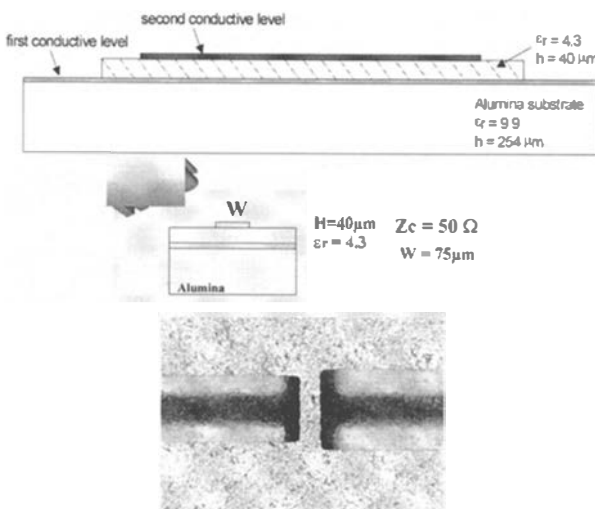 second conductive level
first conductive level
εr = 4.3
h = 40 μm
Alumina substrate
εr = 9.9
h = 254 μm
W
H=40μm
εr = 4.3
Zc = 50 Ω
W = 75μm
Alumina